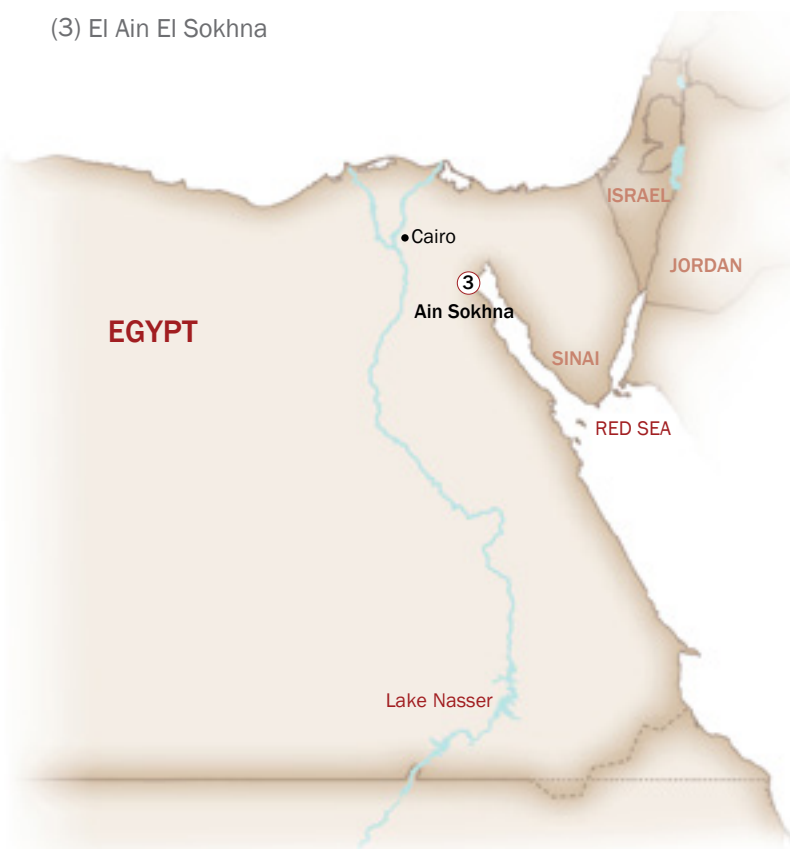 (3) El Ain El Sokhna
ISRAEL
Cairo
JORDAN
3
Ain Sokhna
EGYPT
SINAI
RED SEA
Lake Nasser